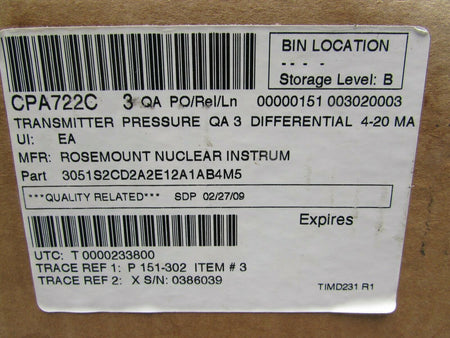 BIN LOCATION
- - - -
Storage Level: B
CPA722C 3 QA PO/Rel/Ln 00000151 003020003
TRANSMITTER PRESSURE QA 3 DIFFERENTIAL 4-20 MA
UI: EA
MFR: ROSEMOUNT NUCLEAR INSTRUM
Part 3051S2CD2A2E12A1AB4M5
***QUALITY RELATED*** SDP 02/27/09
Expires
UTC: T 0000233800
TRACE REF 1: P 151-302 ITEM # 3
TRACE REF 2: X S/N: 0386039
TIMD231 R1